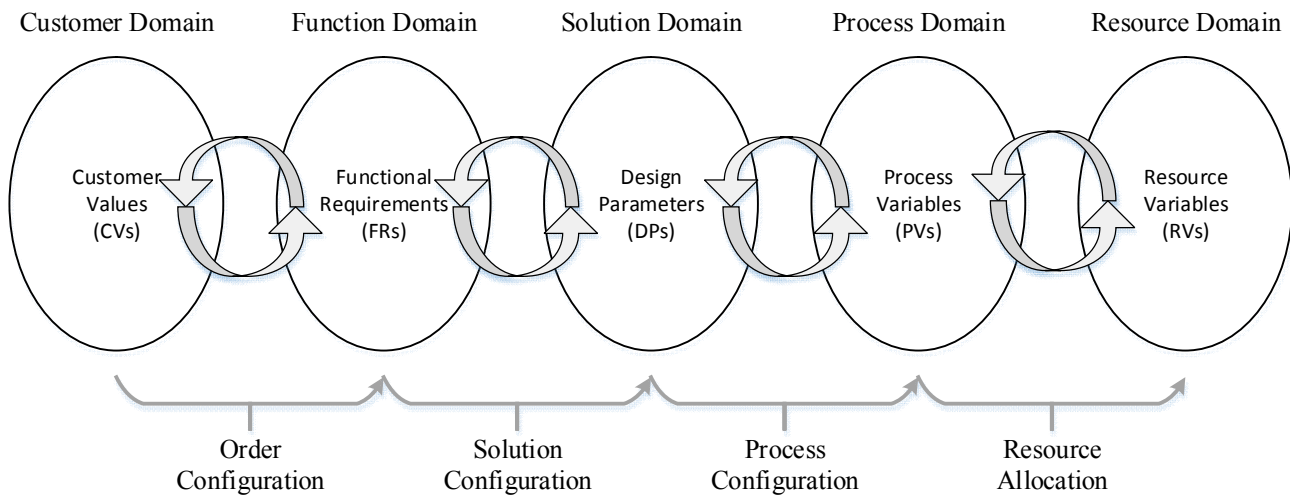 Customer Domain
Function Domain
Solution Domain
Process Domain
Resource Domain
Customer
Values
(CVs)
Functional
Requirements
(FRs)
Design
Parameters
(DPs)
Process
Variables
(PVs)
Resource
Variables
(RVs)
Order
Configuration
Solution
Configuration
Process
Configuration
Resource
Allocation